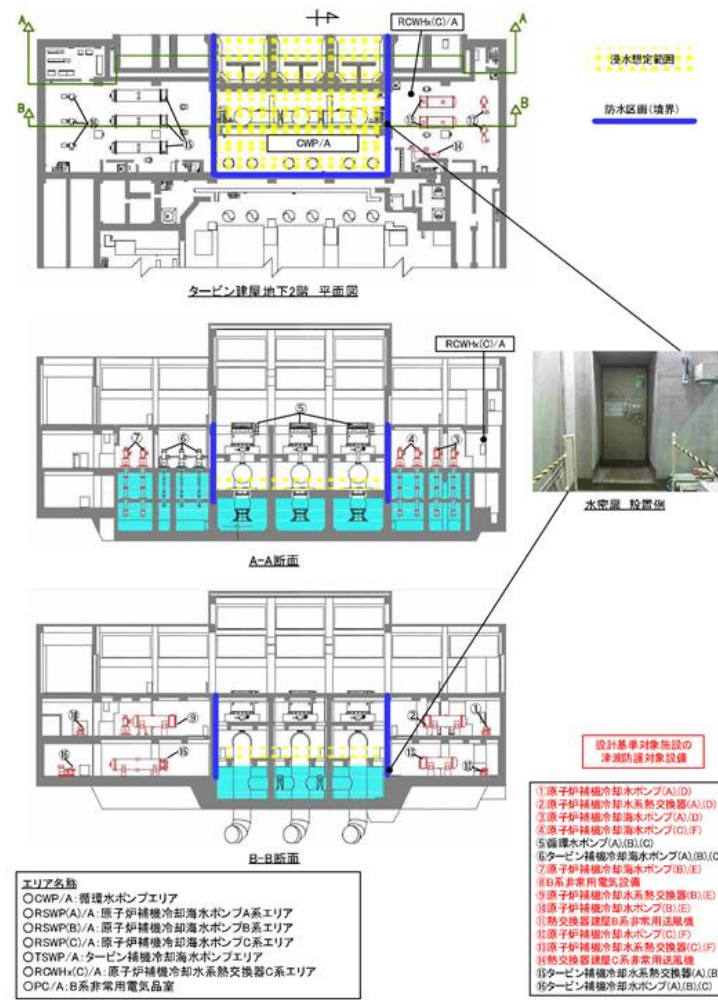 A
A
RCWHx(C)/A
浸水想定範囲
B
B
防水区画(境界)
⑯
⑮
CWP/A
⑬
⑫
⑭
タービン建屋地下2階 平面図
RCWHx(C)/A
⑦
⑥
⑤
④
③
水密扉 設置例
A-A断面
⑨
②
①
⑯
⑮
B-B断面
設計基準対象施設の
津波防護対象設備
①原子炉補機冷却水ポンプ(A),(D)
②原子炉補機冷却水系熱交換器(A),(D)
③原子炉補機冷却海水ポンプ(A),(D)
④原子炉補機冷却海水ポンプ(C),(F)
⑤循環水ポンプ(A),(B),(C)
⑥タービン補機冷却海水ポンプ(A),(B),(C
⑦原子炉補機冷却海水ポンプ(B),(E)
⑧B系非常用電気設備
⑨原子炉補機冷却水系熱交換器(B),(E)
⑩原子炉補機冷却水ポンプ(B),(E)
⑪熱交換器建屋B系非常用送風機
⑫原子炉補機冷却水ポンプ(C),(F)
⑬原子炉補機冷却水系熱交換器(C),(F)
⑭熱交換器建屋C系非常用送風機
⑮タービン補機冷却水系熱交換器(A),(B
⑯タービン補機冷却水ポンプ(A),(B),(C)
エリア名称
○CWP/A:循環水ポンプエリア
○RSWP(A)/A:原子炉補機冷却海水ポンプA系エリア
○RSWP(B)/A:原子炉補機冷却海水ポンプB系エリア
○RSWP(C)/A:原子炉補機冷却海水ポンプC系エリア
○TSWP/A:タービン補機冷却海水ポンプエリア
○RCWHx(C)/A:原子炉補機冷却水系熱交換器C系エリア
○PC/A:B系非常用電気品室